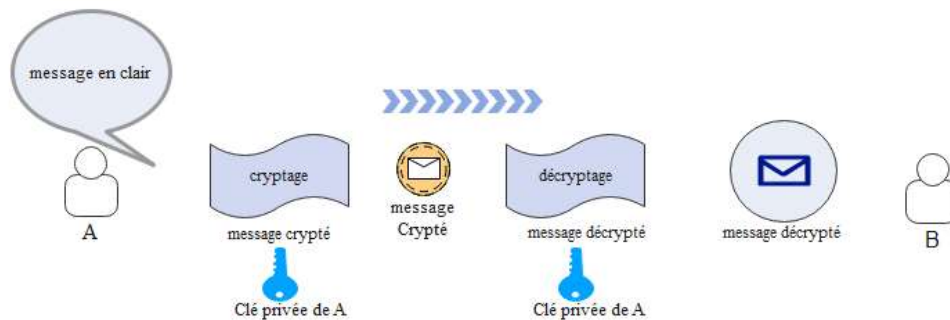 message en clair
cryptage
décryptage
message
Crypté
A
message crypté
message décrypté
message décrypté
B
Clé privée de A
Clé privée de A